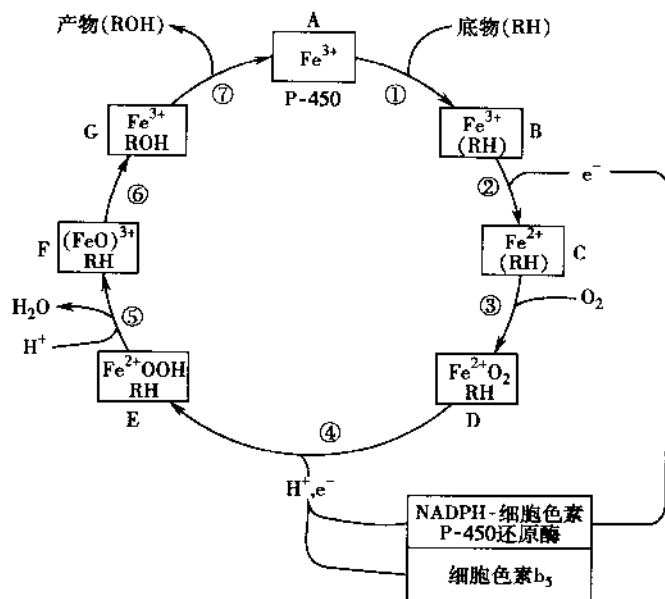 产物(ROH)
A
Fe³⁺
P-450
底物(RH)
⑦
①
G
Fe³⁺
ROH
Fe³⁺
(RH)
B
⑥
②
e⁻
F
(FeO)³⁺
RH
Fe²⁺
(RH)
C
H₂O
⑤
H⁺
③
O₂
Fe²⁺OOH
RH
E
Fe²⁺O₂
RH
D
④
H⁺,e⁻
NADPH-细胞色素
P-450还原酶
细胞色素b₅